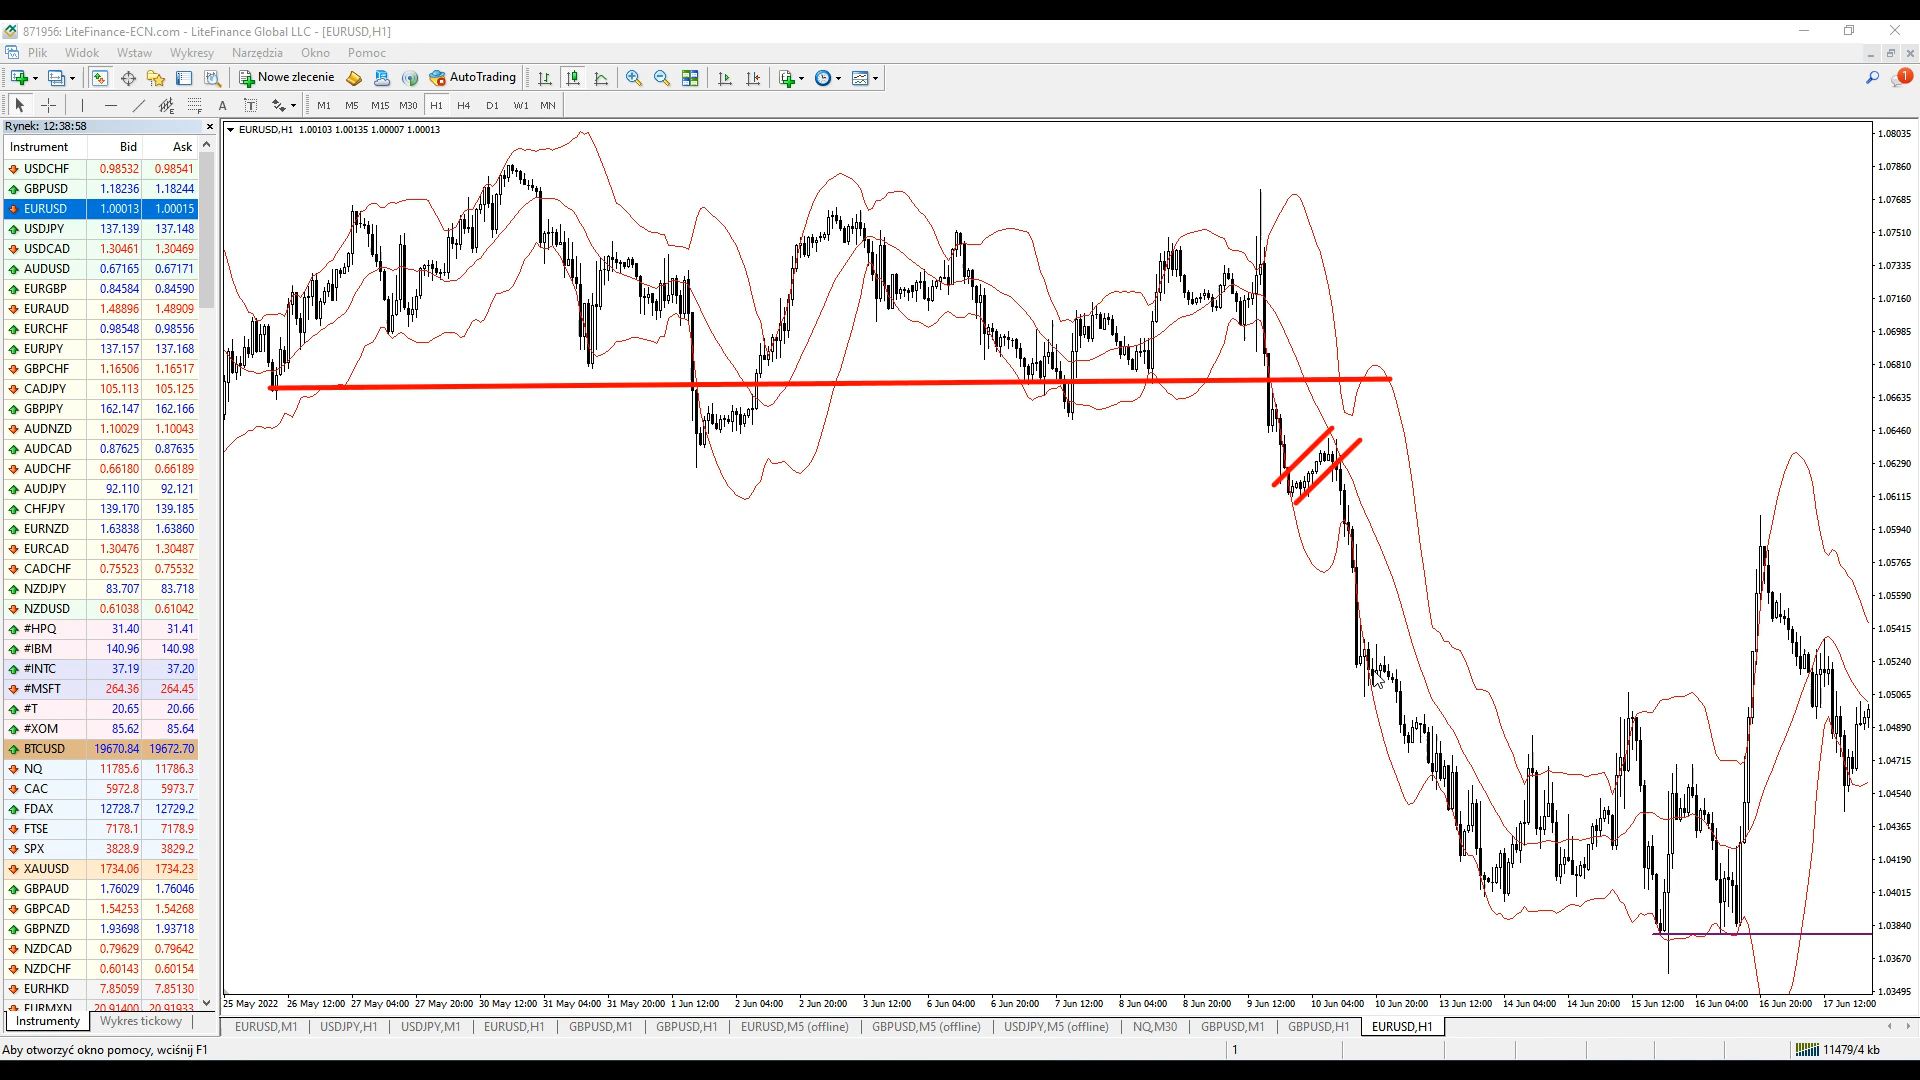 871956: LiteFinance-ECN.com - LiteFinance Global LLC - [EURUSD,H1]
Plik Widok Wstaw Wykresy Narzędzia Okno Pomoc
Nowe zlecenie AutoTrading 1
A T M1 M5 M15 M30 H1 H4 D1 W1 MN
Rynek: 12:38:58
Instrument Bid Ask
USDCHF 0.98532 0.98541
GBPUSD 1.18236 1.18244
EURUSD 1.00013 1.00015
USDJPY 137.139 137.148
USDCAD 1.30461 1.30469
AUDUSD 0.67165 0.67171
EURGBP 0.84584 0.84590
EURAUD 1.48896 1.48909
EURCHF 0.98548 0.98556
EURJPY 137.157 137.168
GBPCHF 1.16506 1.16517
CADJPY 105.113 105.125
GBPJPY 162.147 162.166
AUDNZD 1.10029 1.10043
AUDCAD 0.87625 0.87635
AUDCHF 0.66180 0.66189
AUDJPY 92.110 92.121
CHFJPY 139.170 139.185
EURNZD 1.63838 1.63860
EURCAD 1.30476 1.30487
CADCHF 0.75523 0.75532
NZDJPY 83.707 83.718
NZDUSD 0.61038 0.61042
#HPQ 31.40 31.41
#IBM 140.96 140.98
#INTC 37.19 37.20
#MSFT 264.36 264.45
#T 20.65 20.66
#XOM 85.62 85.64
BTCUSD 19670.84 19672.70
NQ 11785.6 11786.3
CAC 5972.8 5973.7
FDAX 12728.7 12729.2
FTSE 7178.1 7178.9
SPX 3828.9 3829.2
XAUUSD 1734.06 1734.23
GBPAUD 1.76029 1.76046
GBPCAD 1.54253 1.54268
GBPNZD 1.93698 1.93718
NZDCAD 0.79629 0.79642
NZDCHF 0.60143 0.60154
EURHKD 7.85059 7.85130
EURMXN 20.91400 20.91933
Instrumenty Wykres tickowy
EURUSD,H1 1.00103 1.00135 1.00007 1.00013
1.08035
1.07860
1.07685
1.07510
1.07335
1.07160
1.06985
1.06810
1.06635
1.06460
1.06290
1.06115
1.05940
1.05765
1.05590
1.05415
1.05240
1.05065
1.04890
1.04715
1.04540
1.04365
1.04190
1.04015
1.03840
1.03670
1.03495
25 May 2022 26 May 12:00 27 May 04:00 27 May 20:00 30 May 12:00 31 May 04:00 31 May 20:00 1 Jun 12:00 2 Jun 04:00 2 Jun 20:00 3 Jun 12:00 6 Jun 04:00 6 Jun 20:00 7 Jun 12:00 8 Jun 04:00 8 Jun 20:00 9 Jun 12:00 10 Jun 04:00 10 Jun 20:00 13 Jun 12:00 14 Jun 04:00 14 Jun 20:00 15 Jun 12:00 16 Jun 04:00 16 Jun 20:00 17 Jun 12:00
EURUSD,M1 USDJPY,H1 USDJPY,M1 EURUSD,H1 GBPUSD,M1 GBPUSD,H1 EURUSD,M5 (offline) GBPUSD,M5 (offline) USDJPY,M5 (offline) NQ,M30 GBPUSD,M1 GBPUSD,H1 EURUSD,H1
Aby otworzyć okno pomocy, wciśnij F1 1 11479/4 kb